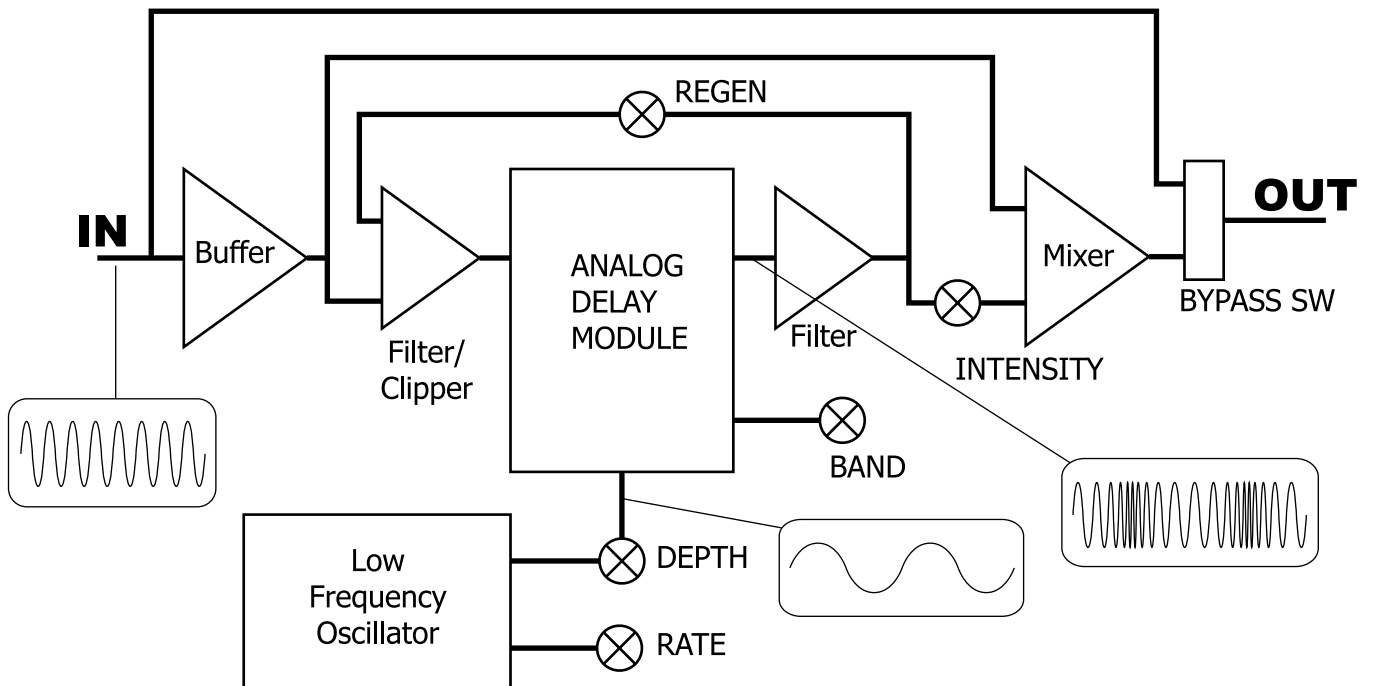 REGEN
IN
Buffer
Filter/
Clipper
ANALOG
DELAY
MODULE
Filter
Mixer
OUT
BYPASS SW
INTENSITY
BAND
Low
Frequency
Oscillator
DEPTH
RATE